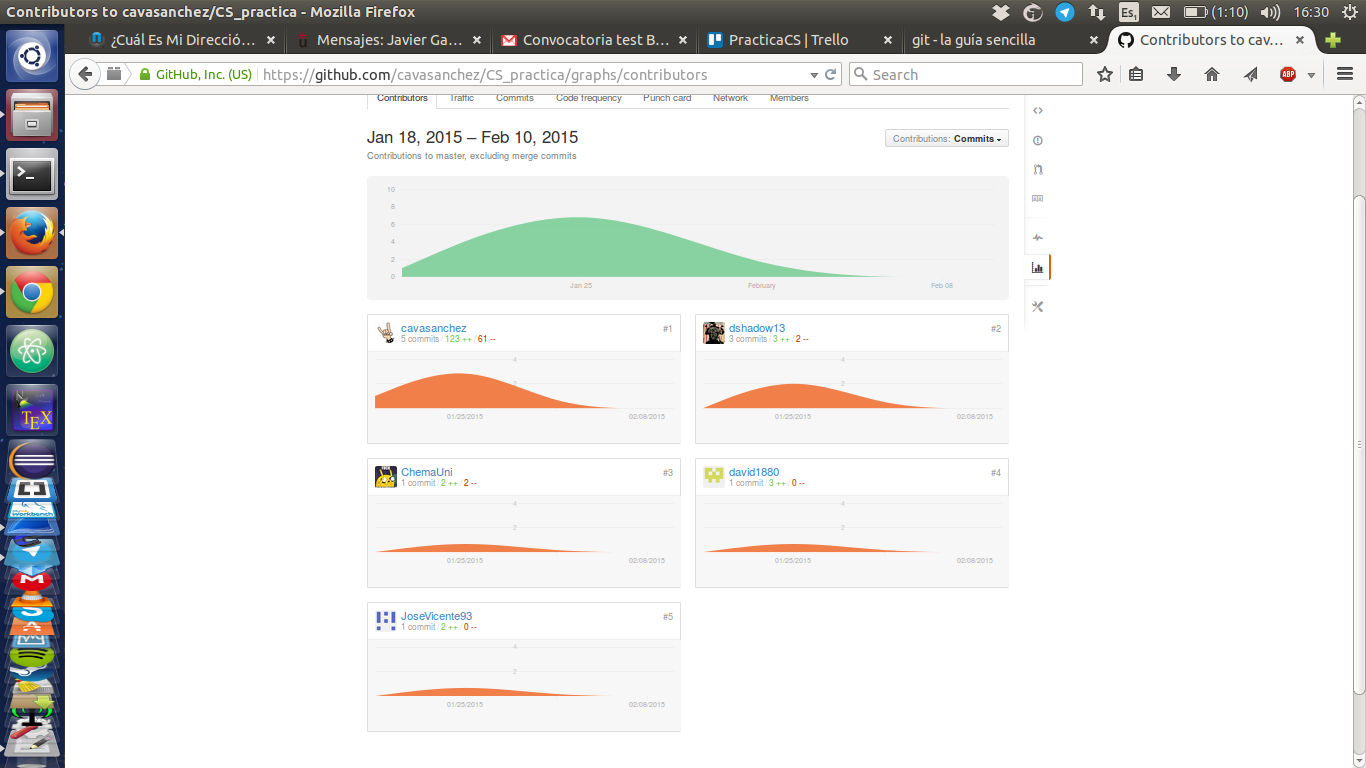 Contributors to cavasanchez/CS_practica - Mozilla Firefox
Es1 (1:10) 16:30
¿Cuál Es Mi Direcció... × Mensajes: Javier Ga... × Convocatoria test B... × PracticaCS | Trello × git - la guía sencilla × Contributors to cav... ×
GitHub, Inc. (US) https://github.com/cavasanchez/CS_practica/graphs/contributors Search ABP
Contributors Traffic Commits Code frequency Punch card Network Members
Jan 18, 2015 – Feb 10, 2015
Contributions: Commits
Contributions to master, excluding merge commits
10
8
6
4
2
0
Jan 25 February Feb 08
cavasanchez #1
5 commits / 123 ++ / 61 --
4
01/25/2015 02/08/2015
dshadow13 #2
3 commits / 3 ++ / 2 --
4
2
01/25/2015 02/08/2015
ChemaUni #3
1 commit / 2 ++ / 2 --
4
2
01/25/2015 02/08/2015
david1880 #4
1 commit / 3 ++ / 0 --
4
2
01/25/2015 02/08/2015
JoseVicente93 #5
1 commit / 2 ++ / 0 --
4
2
01/25/2015 02/08/2015
TEX
Workbench